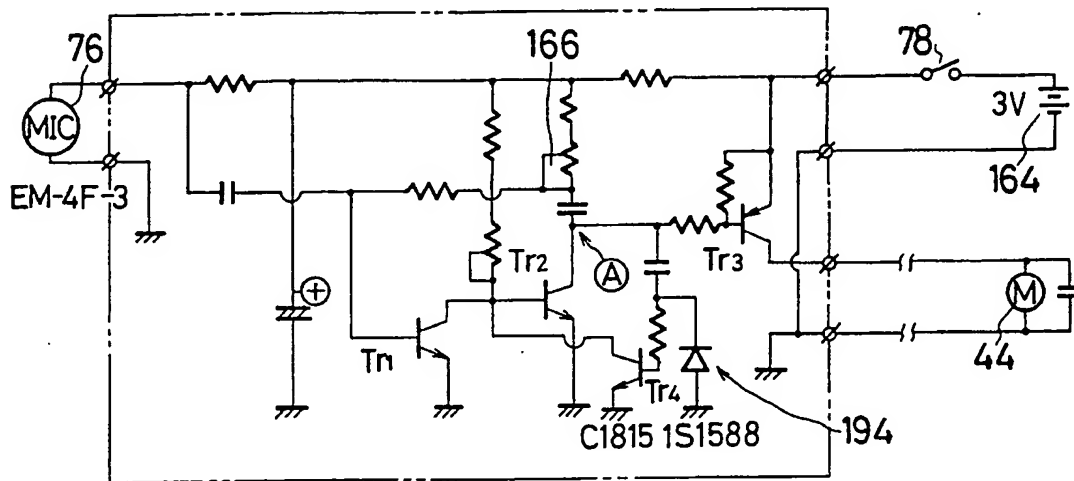 76
166
78
MIC
3V
164
EM-4F-3
+
Tr2
A
Tr3
M
44
Tr1
Tr4
C1815 1S1588
194